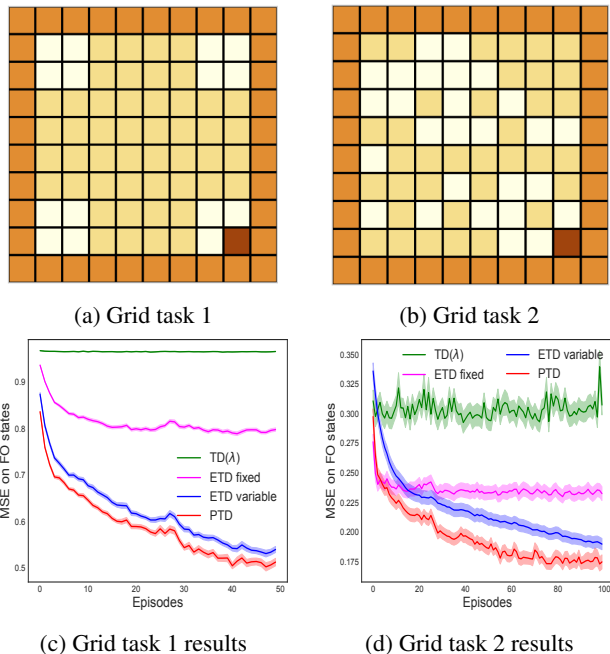 (a) Grid task 1
(b) Grid task 2
MSE on FO states
0.9
0.8
0.7
0.6
0.5
TD(λ)
ETD fixed
ETD variable
PTD
0 10 20 30 40 50
Episodes
MSE on FO states
0.350
0.325
0.300
0.275
0.250
0.225
0.200
0.175
TD(λ) ETD variable
ETD fixed PTD
0 20 40 60 80 100
Episodes
(c) Grid task 1 results
(d) Grid task 2 results